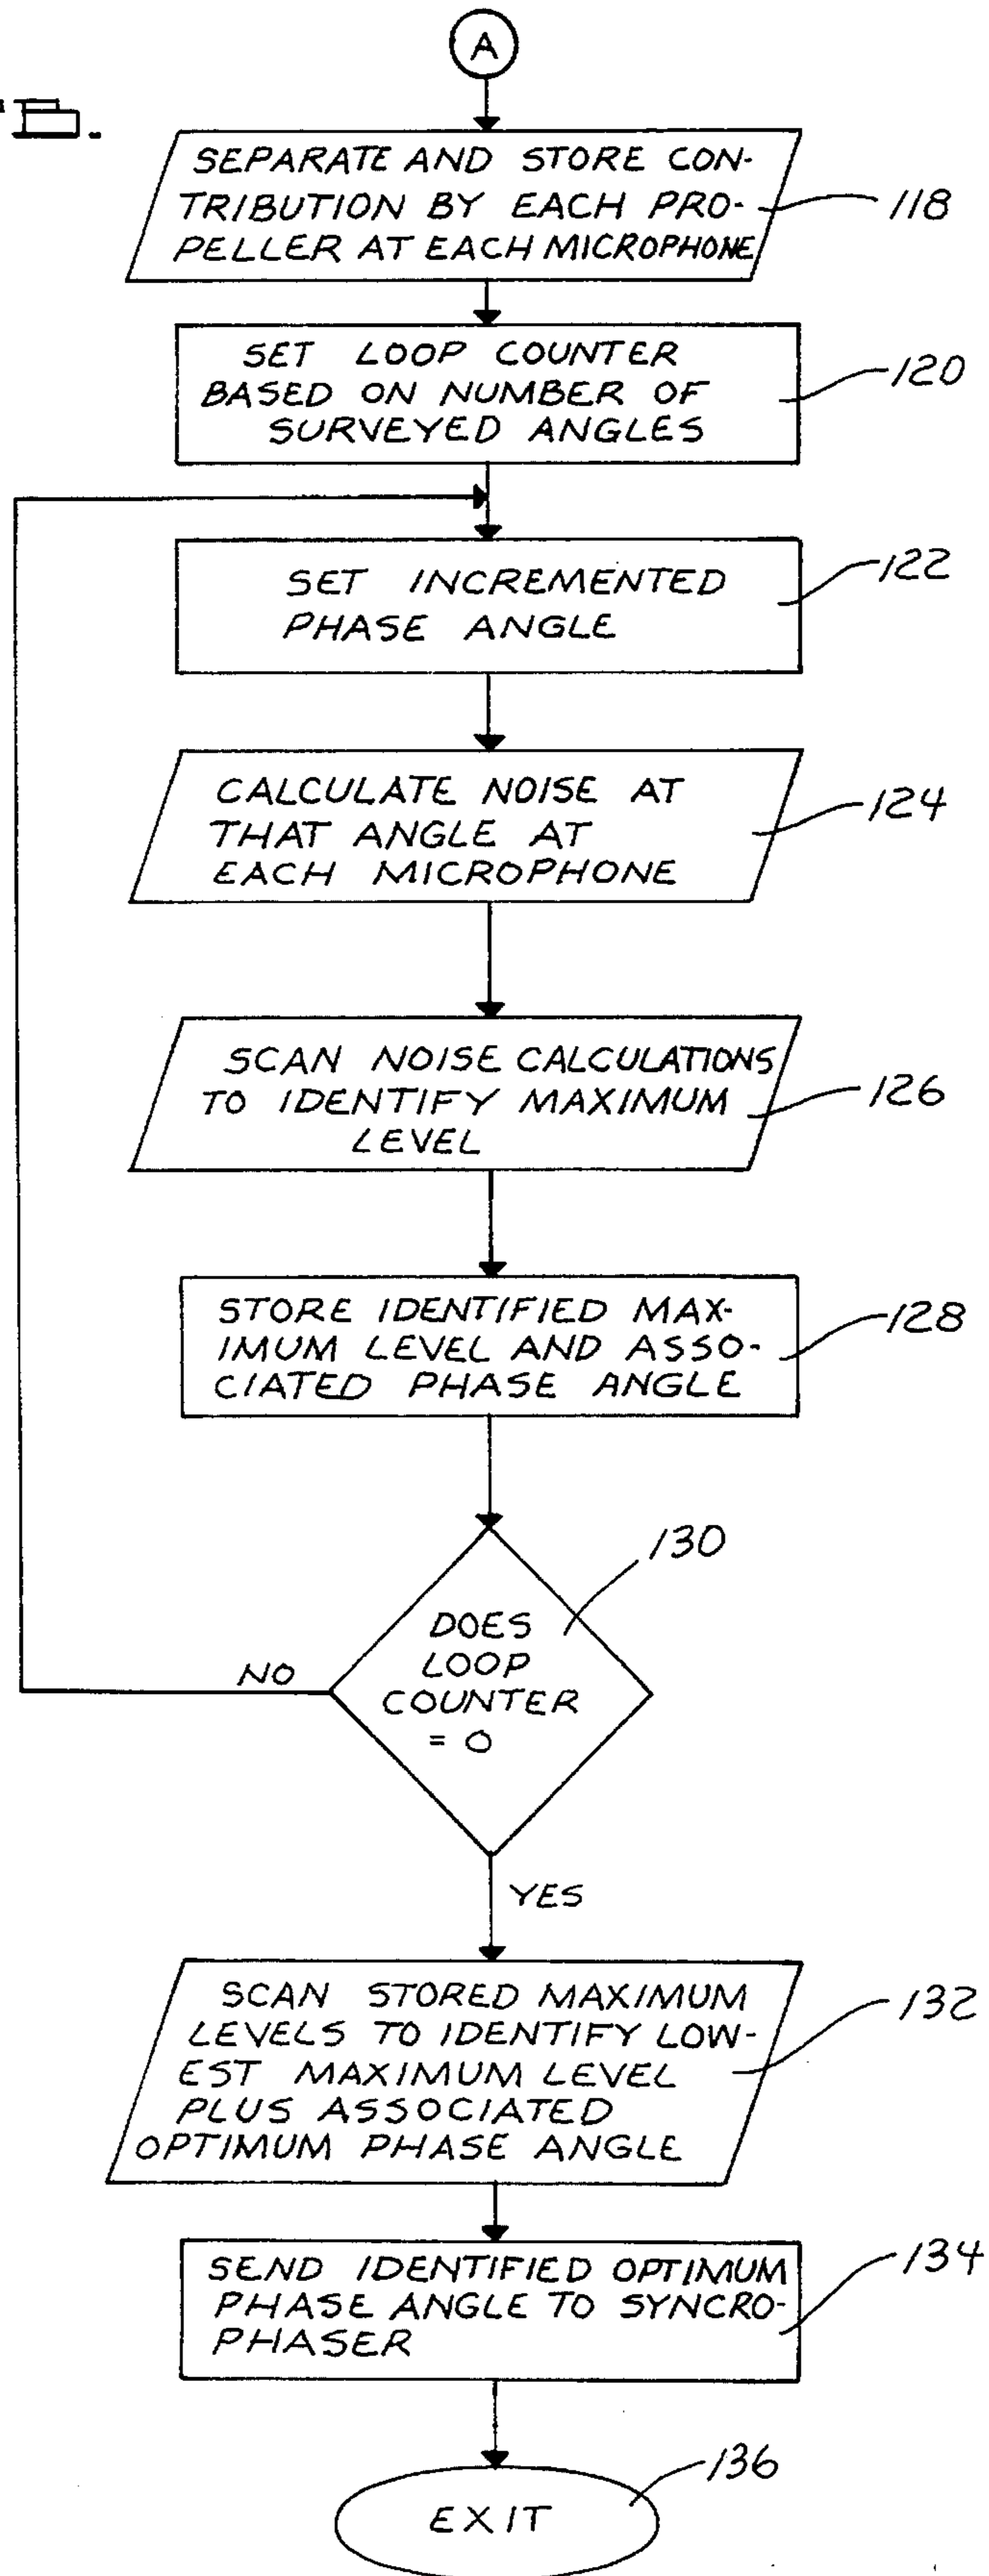 A
SEPARATE AND STORE CON-
TRIBUTION BY EACH PRO-
PELLER AT EACH MICROPHONE
118
SET LOOP COUNTER
BASED ON NUMBER OF
SURVEYED ANGLES
120
SET INCREMENTED
PHASE ANGLE
122
CALCULATE NOISE AT
THAT ANGLE AT
EACH MICROPHONE
124
SCAN NOISE CALCULATIONS
TO IDENTIFY MAXIMUM
LEVEL
126
STORE IDENTIFIED MAX-
IMUM LEVEL AND ASSO-
CIATED PHASE ANGLE
128
130
DOES
LOOP
COUNTER
= 0
NO
YES
SCAN STORED MAXIMUM
LEVELS TO IDENTIFY LOW-
EST MAXIMUM LEVEL
PLUS ASSOCIATED
OPTIMUM PHASE ANGLE
132
SEND IDENTIFIED OPTIMUM
PHASE ANGLE TO SYNCRO-
PHASER
134
136
EXIT